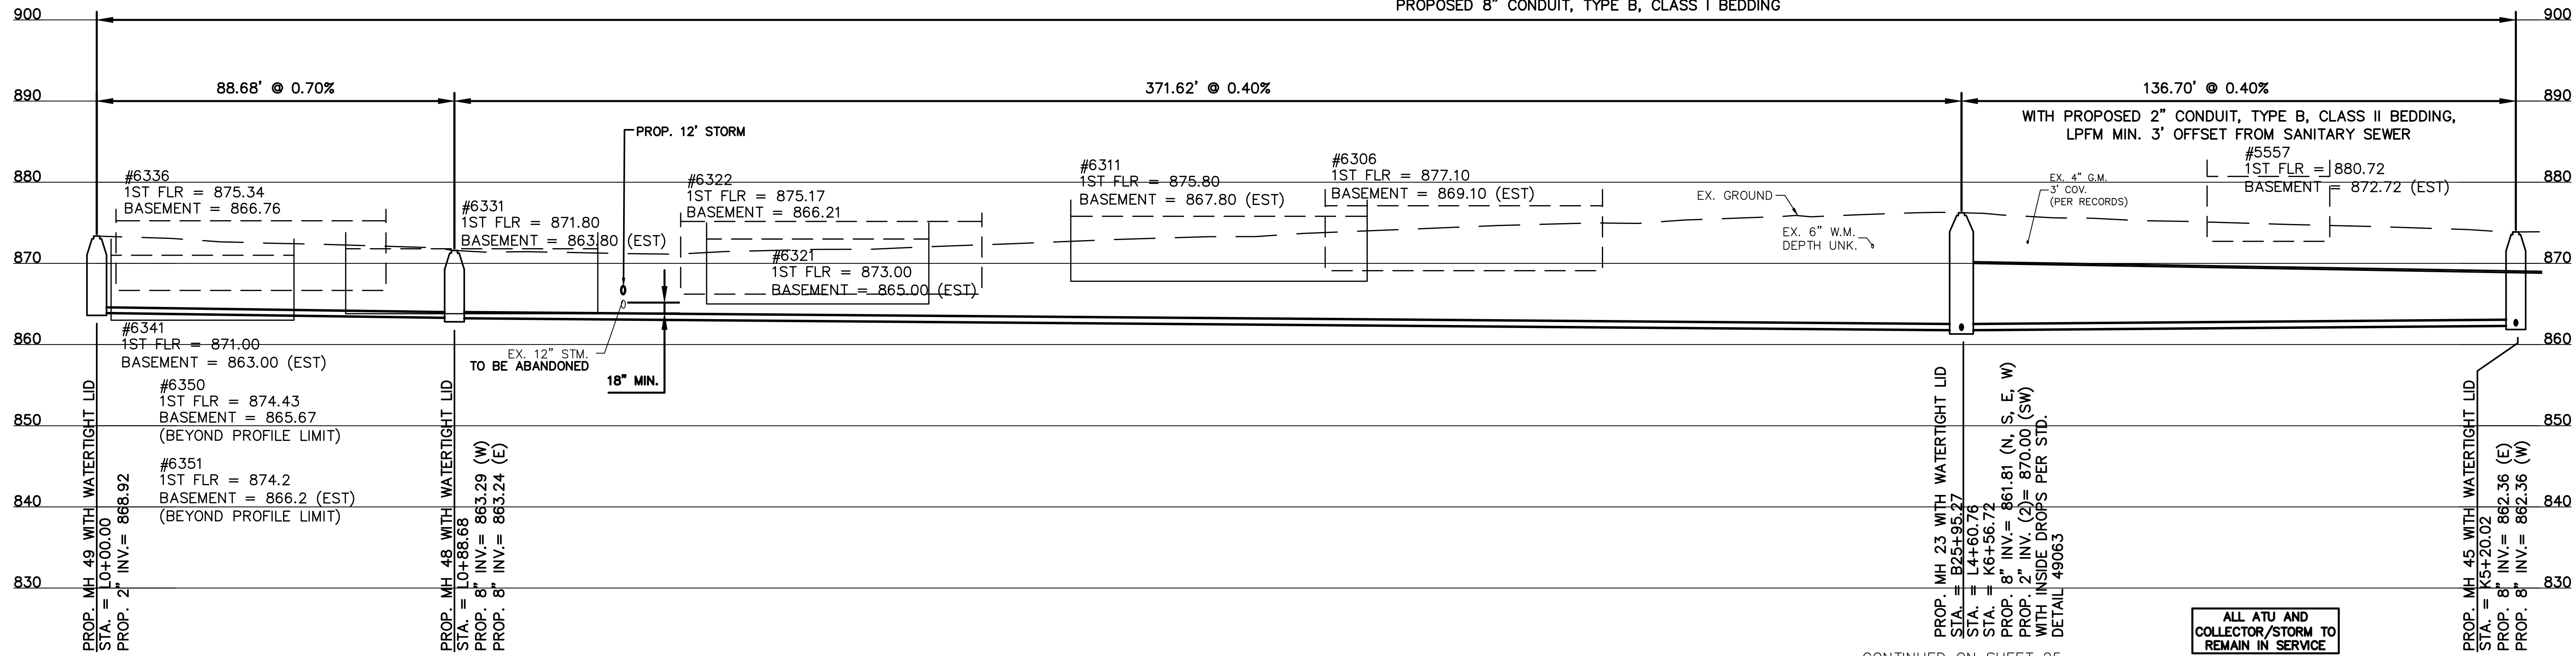 PROPOSED 8" CONDUIT, TYPE B, CLASS I BEDDING
900
900
88.68' @ 0.70%
371.62' @ 0.40%
136.70' @ 0.40%
890
890
WITH PROPOSED 2" CONDUIT, TYPE B, CLASS II BEDDING,
LPFM MIN. 3' OFFSET FROM SANITARY SEWER
PROP. 12' STORM
#6336
1ST FLR = 875.34
BASEMENT = 866.76
#6331
1ST FLR = 871.80
BASEMENT = 863.80 (EST)
#6322
1ST FLR = 875.17
BASEMENT = 866.21
#6321
1ST FLR = 873.00
BASEMENT = 865.00 (EST)
#6311
1ST FLR = 875.80
BASEMENT = 867.80 (EST)
#6306
1ST FLR = 877.10
BASEMENT = 869.10 (EST)
EX. GROUND
EX. 6" W.M.
DEPTH UNK.
EX. 4" G.M.
3' COV.
(PER RECORDS)
#5557
1ST FLR = 880.72
BASEMENT = 872.72 (EST)
880
880
870
870
#6341
1ST FLR = 871.00
BASEMENT = 863.00 (EST)
EX. 12" STM.
TO BE ABANDONED
18" MIN.
860
860
#6350
1ST FLR = 874.43
BASEMENT = 865.67
(BEYOND PROFILE LIMIT)
850
850
#6351
1ST FLR = 874.2
BASEMENT = 866.2 (EST)
(BEYOND PROFILE LIMIT)
840
840
830
830
PROP. MH 49 WITH WATERTIGHT LID
STA. = L0+00.00
PROP. 2" INV.= 868.92
PROP. MH 48 WITH WATERTIGHT LID
STA. = L0+88.68
PROP. 8" INV.= 863.29 (W)
PROP. 8" INV.= 863.24 (E)
PROP. MH 23 WITH WATERTIGHT LID
STA. = B25+95.27
STA. = L4+60.76
STA. = K6+56.72
PROP. 8" INV.= 861.81 (N, S, E, W)
PROP. 2" INV. (2)= 870.00 (SW)
WITH INSIDE DROPS PER STD.
DETAIL 49063
PROP. MH 45 WITH WATERTIGHT LID
STA. = K5+20.02
PROP. 8" INV.= 862.36 (E)
PROP. 8" INV.= 862.36 (W)
ALL ATU AND
COLLECTOR/STORM TO
REMAIN IN SERVICE
CONTINUED ON SHEET 25